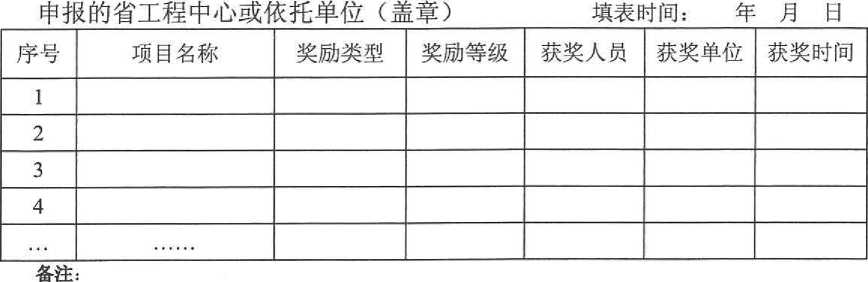 申报的省工程中心或依托单位（盖章） 填表时间： 年 月 日
序号 项目名称 奖励类型 奖励等级 获奖人员 获奖单位 获奖时间
1
2
3
4
… ……
备注：